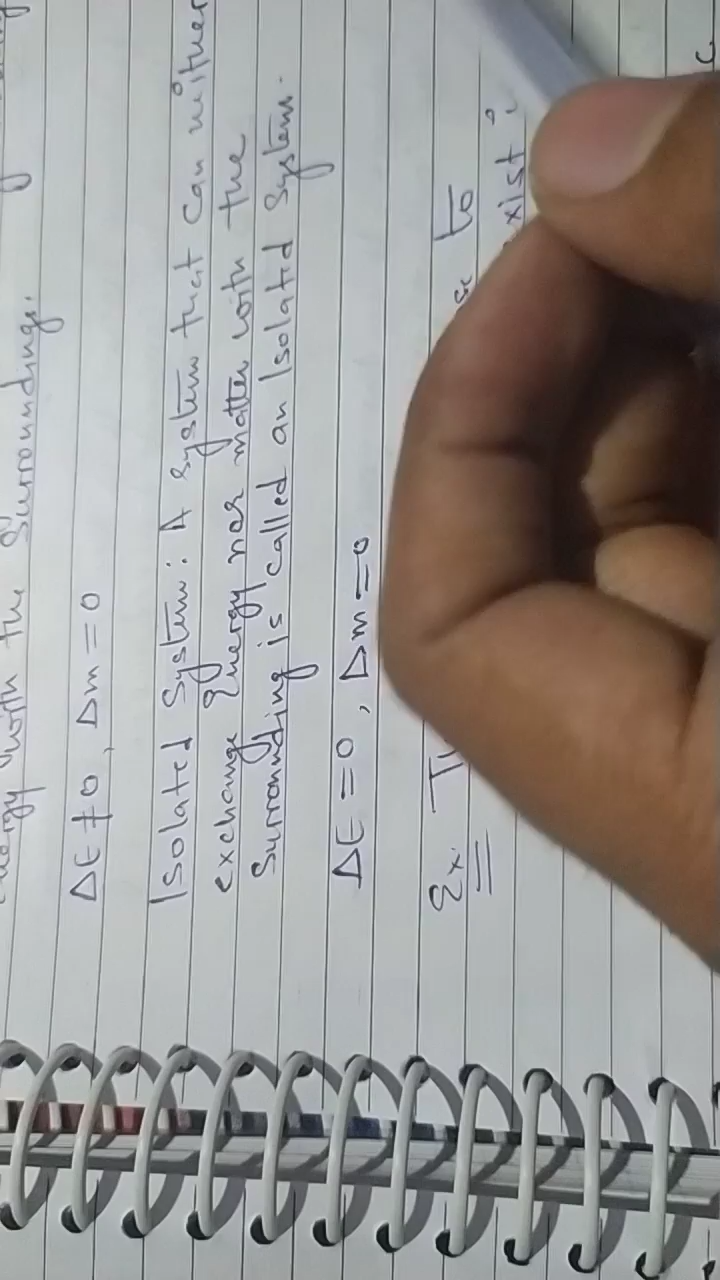 energy with the Surroundings.
ΔE ≠ 0, Δm = 0
Isolated System: A system that can neither
exchange Energy nor matter with the
Surrounding is called an Isolated System.
ΔE = 0, Δm = 0
Ex. to